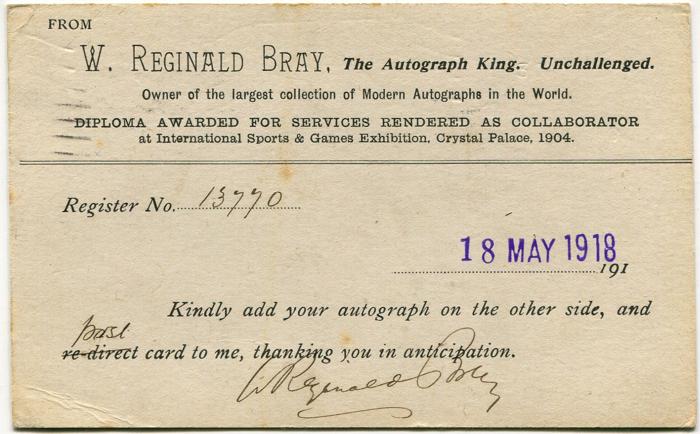 FROM
W. REGINALD BRAY, The Autograph King. Unchallenged.
Owner of the largest collection of Modern Autographs in the World.
DIPLOMA AWARDED FOR SERVICES RENDERED AS COLLABORATOR
at International Sports & Games Exhibition, Crystal Palace, 1904.
Register No. 13770
18 MAY 1918
191
Kindly add your autograph on the other side, and
post
re-direct card to me, thanking you in anticipation.
W Reginald Bray